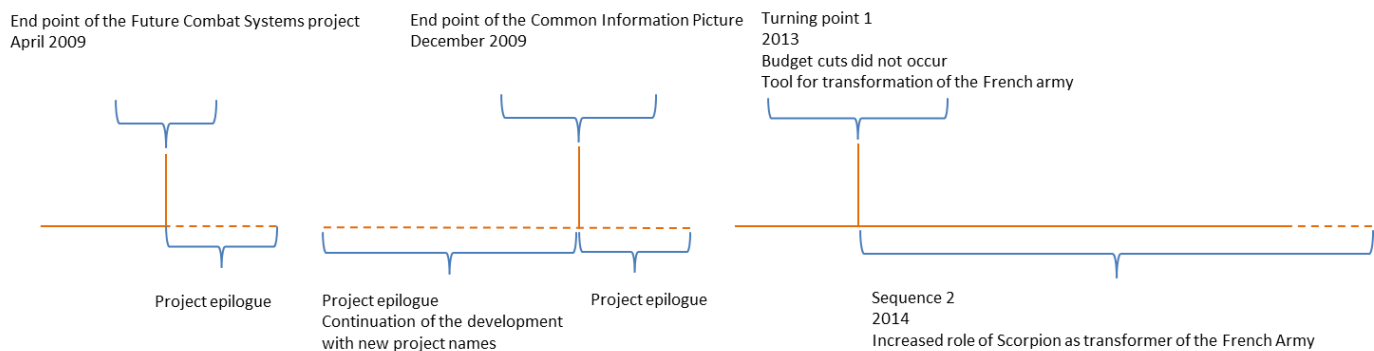 End point of the Future Combat Systems project
April 2009
End point of the Common Information Picture
December 2009
Turning point 1
2013
Budget cuts did not occur
Tool for transformation of the French army
Project epilogue
Project epilogue
Continuation of the development
with new project names
Project epilogue
Sequence 2
2014
Increased role of Scorpion as transformer of the French Army